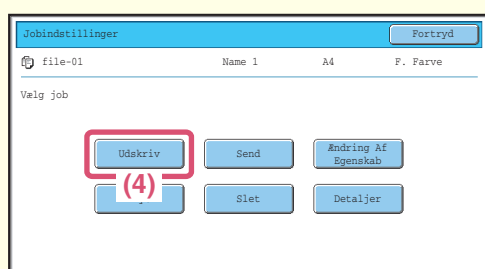 Jobindstillinger Fortryd
file-01 Name 1 A4 F. Farve
Vælg job
Udskriv Send Ændring Af
Egenskab
(4) Slet Detaljer